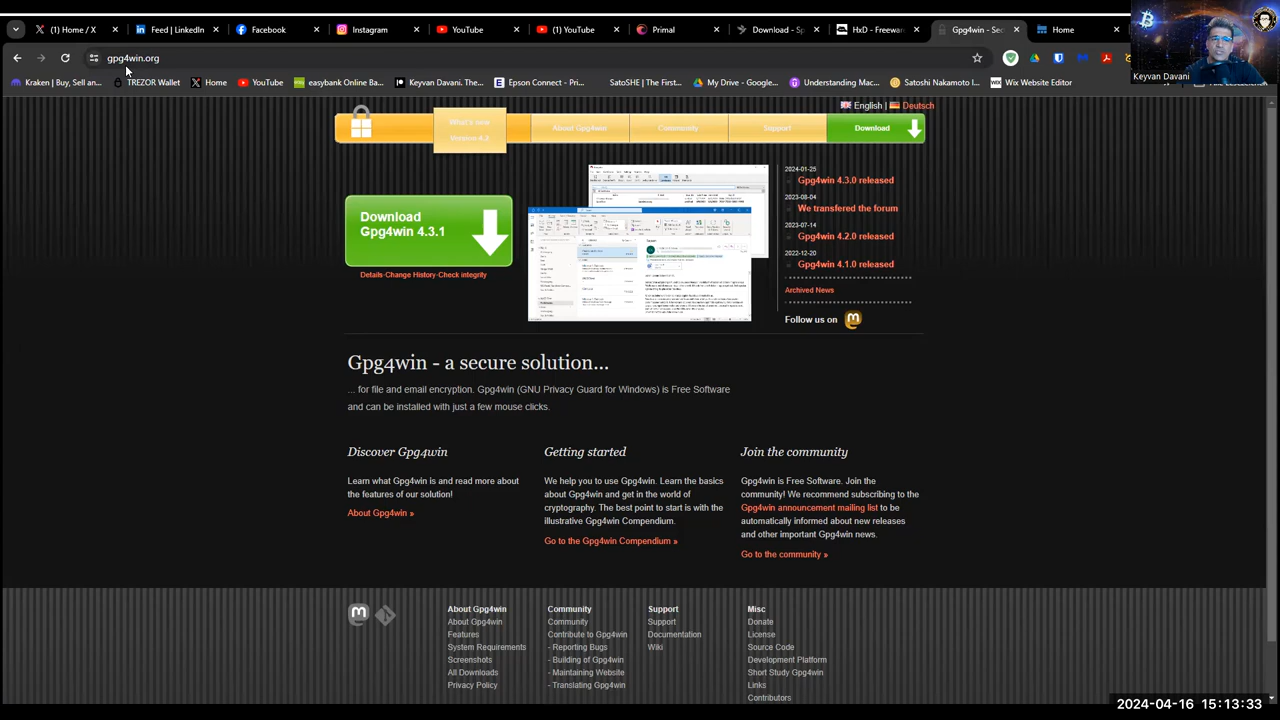 (1) Home / X
Feed | LinkedIn
Facebook
Instagram
YouTube
(1) YouTube
Primal
Download - Sp
HxD - Freeware
Gpg4win - Sec
Home
gpg4win.org
Keyvan Davani
Kraken | Buy, Sell an...
TREZOR Wallet
Home
YouTube
Wirexbank Online Ba...
Keyvan Davani, The...
Epson Connect - Pri...
SatoSHE | The First...
My Drive - Google...
Understanding Mac...
Satoshi Nakamoto I...
Wix Website Editor
English | Deutsch
What's new
Version 4.3
About Gpg4win
Community
Support
Download
Download
Gpg4win 4.3.1
Details-Change History-Check integrity
2024-01-25
Gpg4win 4.3.0 released
2023-08-04
We transfered the forum
2023-07-14
Gpg4win 4.2.0 released
2022-12-20
Gpg4win 4.1.0 released
Archived News
Follow us on
Gpg4win - a secure solution...
... for file and email encryption. Gpg4win (GNU Privacy Guard for Windows) is Free Software
and can be installed with just a few mouse clicks.
Discover Gpg4win
Learn what Gpg4win is and read more about
the features of our solution!
About Gpg4win »
Getting started
We help you to use Gpg4win. Learn the basics
about Gpg4win and get in the world of
cryptography. The best point to start is with the
illustrative Gpg4win Compendium.
Go to the Gpg4win Compendium »
Join the community
Gpg4win is Free Software. Join the
community! We recommend subscribing to the
Gpg4win announcement mailing list to be
automatically informed about new releases
and other important Gpg4win news.
Go to the community »
About Gpg4win
About Gpg4win
Features
System Requirements
Screenshots
All Downloads
Privacy Policy
Community
Community
Contribute to Gpg4win
- Reporting Bugs
- Building of Gpg4win
- Maintaining Website
- Translating Gpg4win
Support
Support
Documentation
Wiki
Misc
Donate
License
Source Code
Development Platform
Short Study Gpg4win
Links
Contributors
2024-04-16 15:13:33